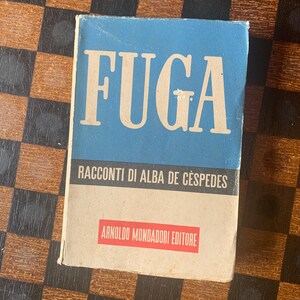 FUGA
RACCONTI DI ALBA DE CÉSPEDES
ARNOLDO MONDADORI EDITORE